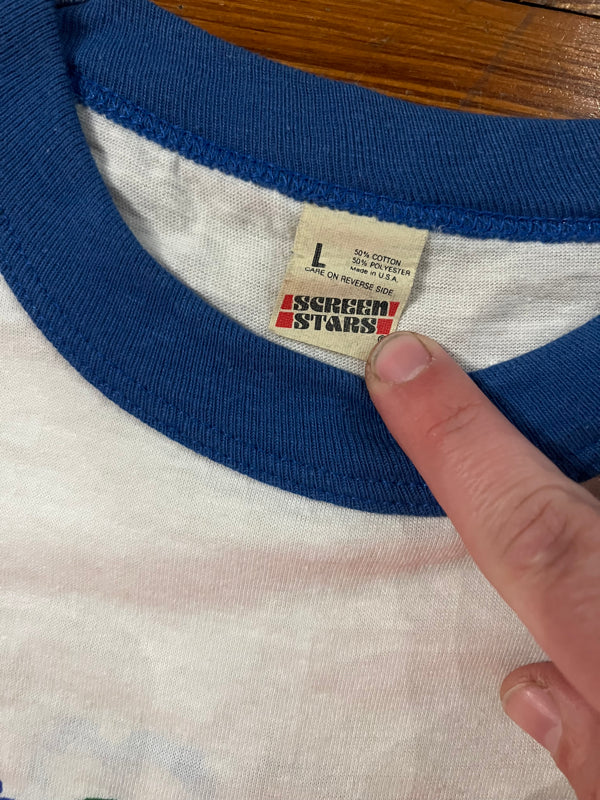 L
50% COTTON
50% POLYESTER
Made in U.S.A.
CARE ON REVERSE SIDE
SCREEN
STARS